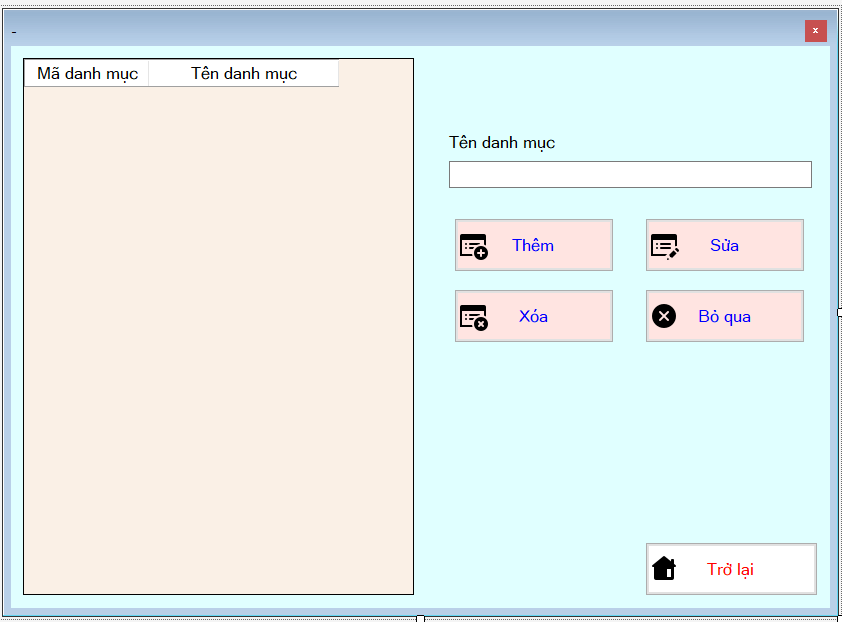 -
x
Mã danh mục Tên danh mục
Tên danh mục
Thêm Sửa
Xóa Bỏ qua
Trở lại